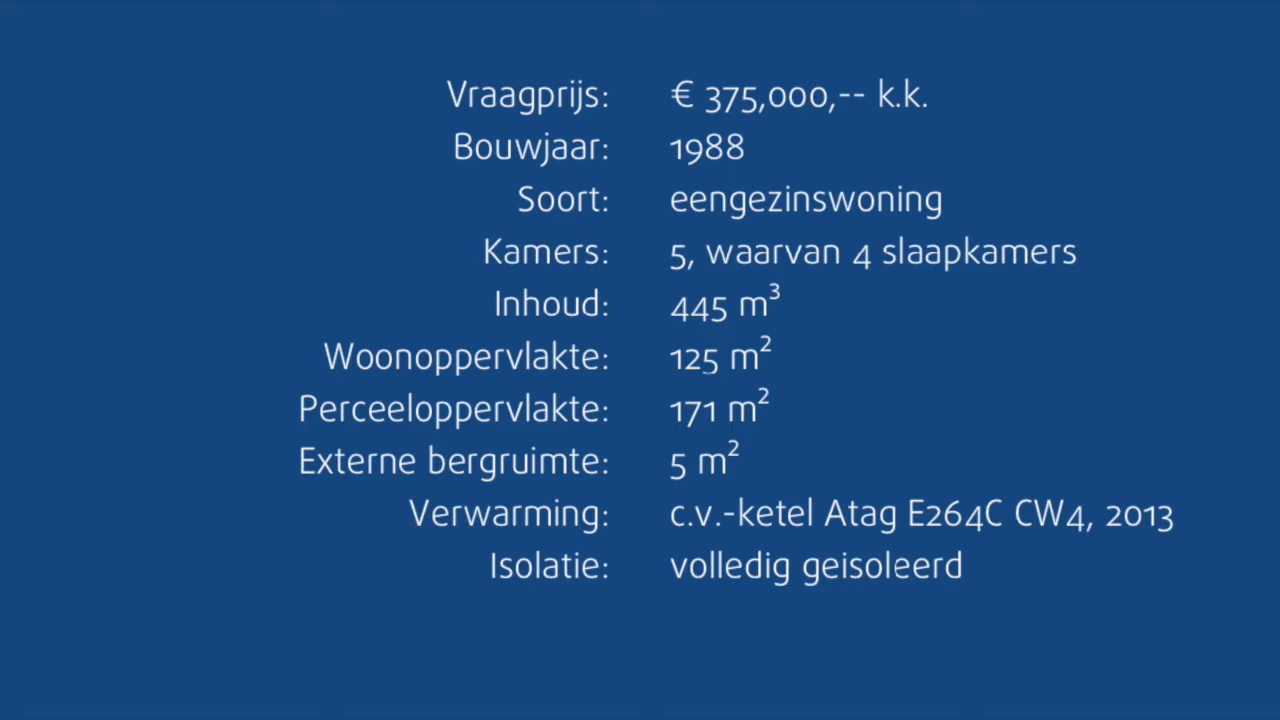 Vraagprijs: € 375,000,-- k.k.
Bouwjaar: 1988
Soort: eengezinswoning
Kamers: 5, waarvan 4 slaapkamers
Inhoud: 445 m³
Woonoppervlakte: 125 m²
Perceeloppervlakte: 171 m²
Externe bergruimte: 5 m²
Verwarming: c.v.-ketel Atag E264C CW4, 2013
Isolatie: volledig geisoleerd